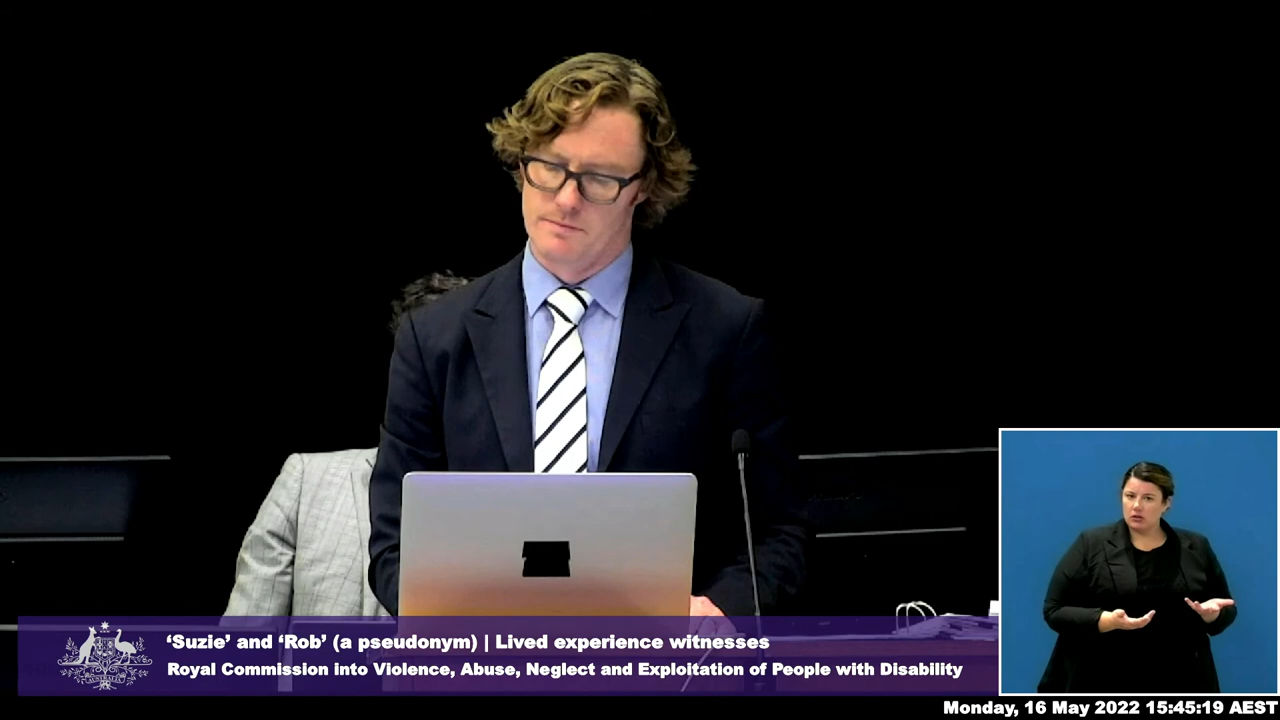 ‘Suzie’ and ‘Rob’ (a pseudonym) | Lived experience witnesses
Royal Commission into Violence, Abuse, Neglect and Exploitation of People with Disability
Monday, 16 May 2022 15:45:19 AEST